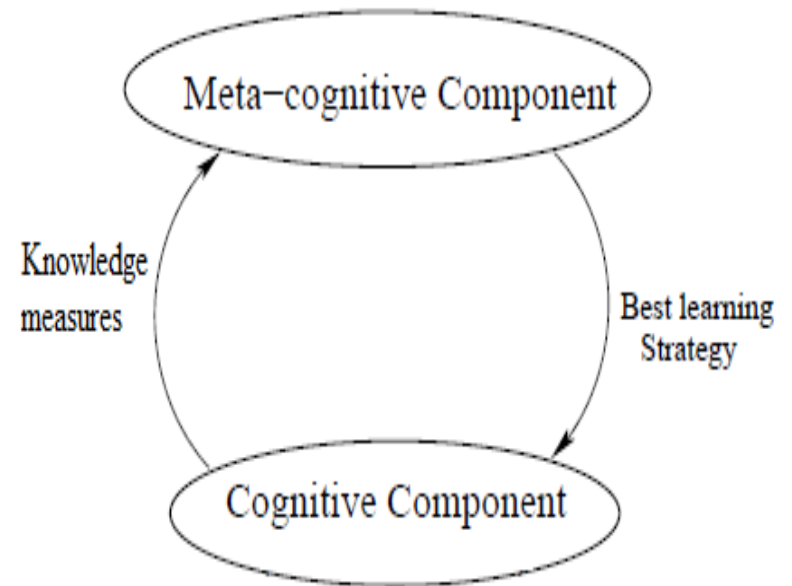 Meta-cognitive Component
Knowledge
measures
Best learning
Strategy
Cognitive Component